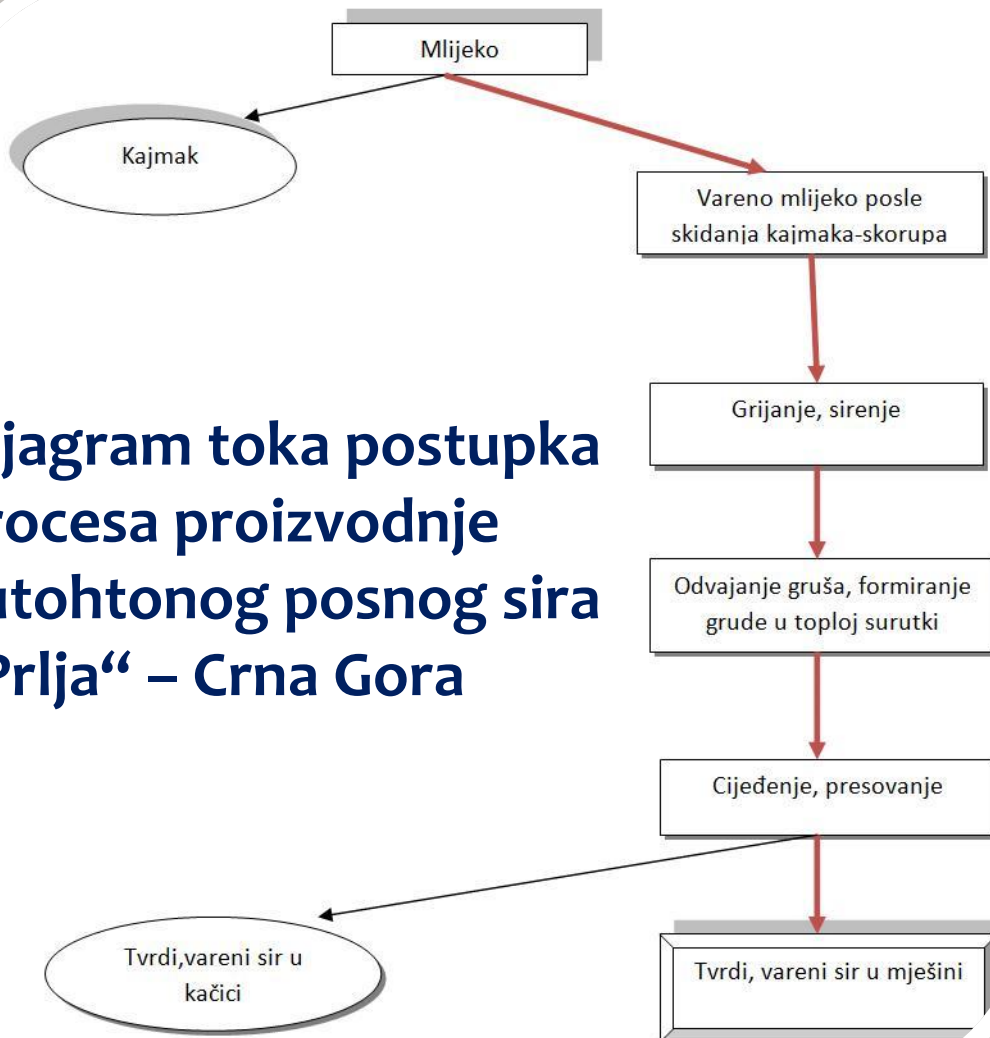 Mlijeko
Kajmak
Vareno mlijeko posle
skidanja kajmaka-skorupa
Grijanje, sirenje
jagram toka postupka
rocesa proizvodnje
utohtonog posnog sira
Prlja“ – Crna Gora
Odvajanje gruša, formiranje
grude u toploj surutki
Cijeđenje, presovanje
Tvrdi,vareni sir u
kačici
Tvrdi, vareni sir u mješini